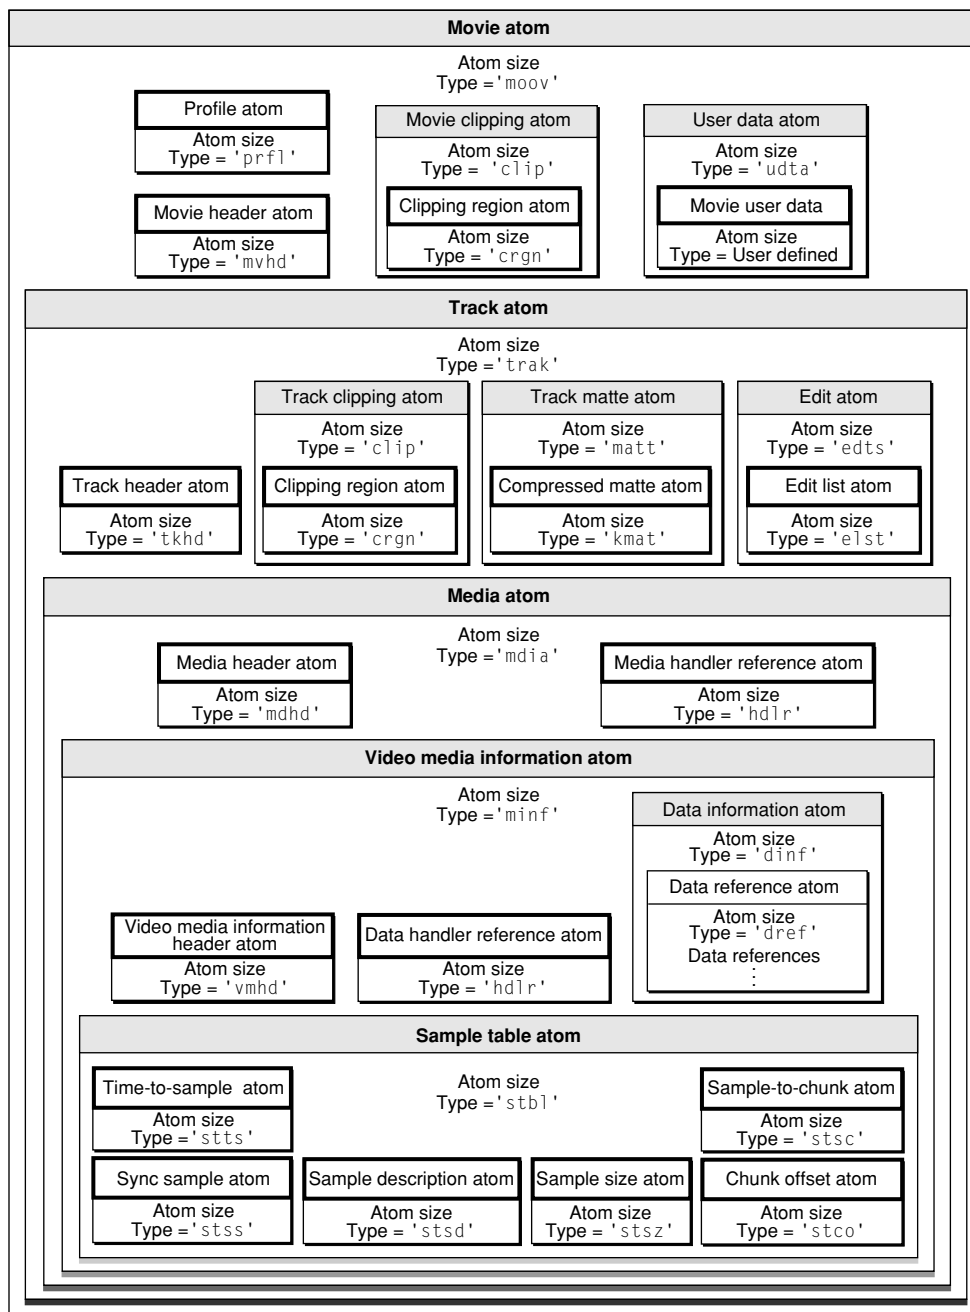 Movie atom
Atom size
Type ='moov'
Profile atom
Atom size
Type = 'prfl'
Movie header atom
Atom size
Type = 'mvhd'
Movie clipping atom
Atom size
Type = 'clip'
Clipping region atom
Atom size
Type = 'crgn'
User data atom
Atom size
Type = 'udta'
Movie user data
Atom size
Type = User defined
Track atom
Atom size
Type ='trak'
Track header atom
Atom size
Type = 'tkhd'
Track clipping atom
Atom size
Type = 'clip'
Clipping region atom
Atom size
Type = 'crgn'
Track matte atom
Atom size
Type = 'matt'
Compressed matte atom
Atom size
Type = 'kmat'
Edit atom
Atom size
Type = 'edts'
Edit list atom
Atom size
Type = 'elst'
Media atom
Atom size
Type ='mdia'
Media header atom
Atom size
Type = 'mdhd'
Media handler reference atom
Atom size
Type = 'hdlr'
Video media information atom
Atom size
Type ='minf'
Video media information
header atom
Atom size
Type = 'vmhd'
Data handler reference atom
Atom size
Type = 'hdlr'
Data information atom
Atom size
Type = 'dinf'
Data reference atom
Atom size
Type = 'dref'
Data references
⋮
Sample table atom
Atom size
Type ='stbl'
Time-to-sample atom
Atom size
Type ='stts'
Sample-to-chunk atom
Atom size
Type ='stsc'
Sync sample atom
Atom size
Type ='stss'
Sample description atom
Atom size
Type ='stsd'
Sample size atom
Atom size
Type ='stsz'
Chunk offset atom
Atom size
Type ='stco'